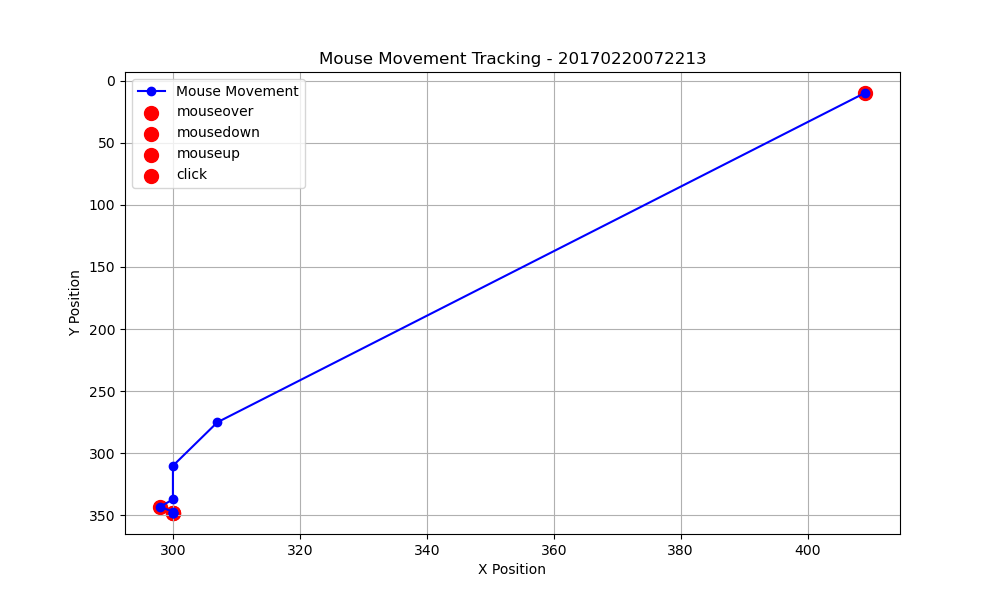 Mouse Movement Tracking - 20170220072213
Mouse Movement
mouseover
mousedown
mouseup
click
0
50
100
150
200
250
300
350
Y Position
300 320 340 360 380 400
X Position